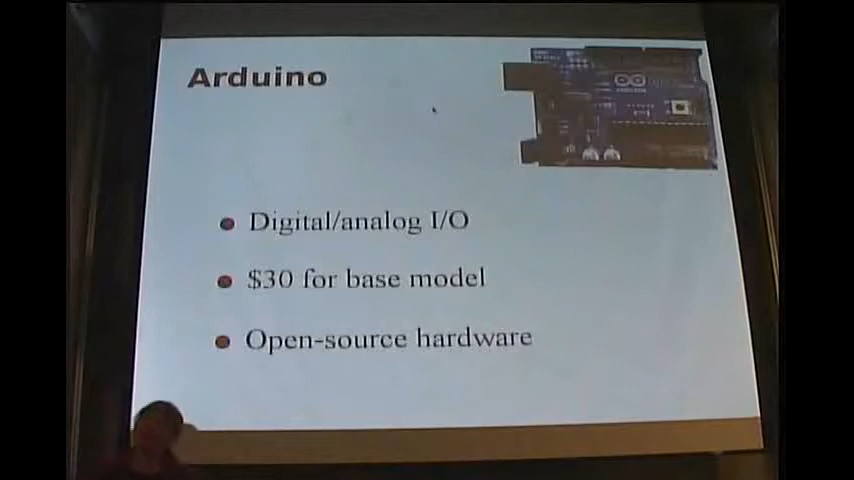 Arduino
Digital/analog I/O
$30 for base model
Open-source hardware